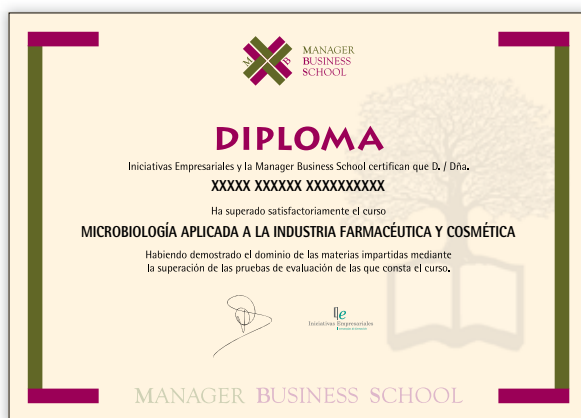 M B
MANAGER
BUSINESS
SCHOOL
DIPLOMA
Iniciativas Empresariales y la Manager Business School certifican que D. / Dña.
XXXXX XXXXXX XXXXXXXXXX
Ha superado satisfactoriamente el curso
MICROBIOLOGÍA APLICADA A LA INDUSTRIA FARMACÉUTICA Y COSMÉTICA
Habiendo demostrado el dominio de las materias impartidas mediante
la superación de las pruebas de evaluación de las que consta el curso.
Ie
Iniciativas Empresariales
MANAGER BUSINESS SCHOOL